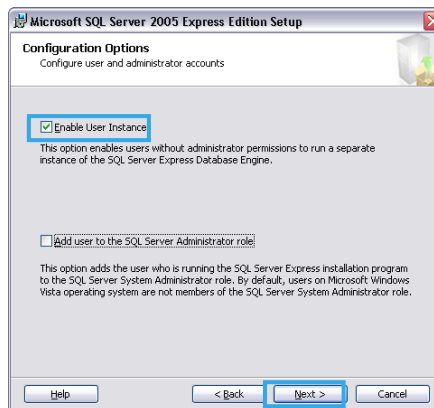 Microsoft SQL Server 2005 Express Edition Setup
Configuration Options
Configure user and administrator accounts
Enable User Instance
This option enables users without administrator permissions to run a separate
instance of the SQL Server Express Database Engine.
Add user to the SQL Server Administrator role
This option adds the user who is running the SQL Server Express installation program
to the SQL Server System Administrator role. By default, users on Microsoft Windows
Vista operating system are not members of the SQL Server System Administrator role.
Help
< Back
Next >
Cancel